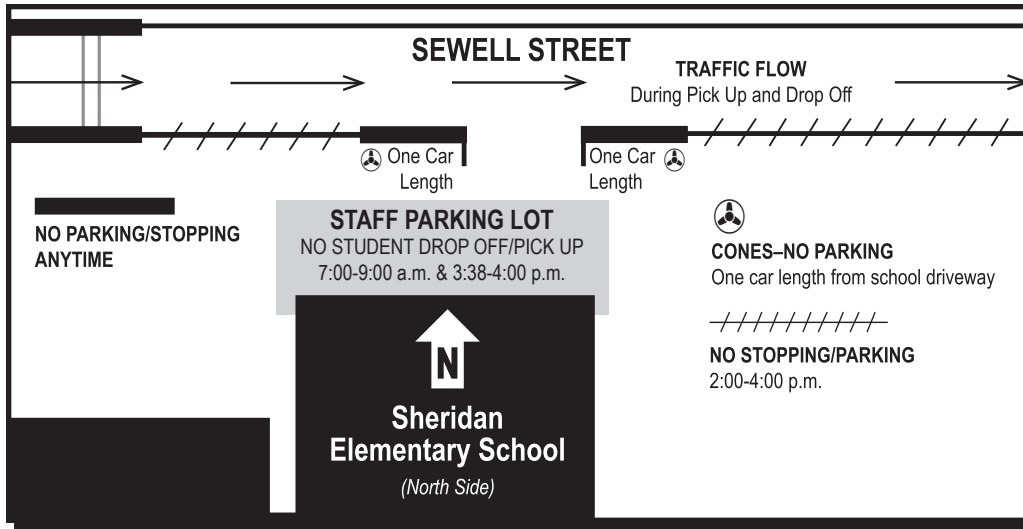 SEWELL STREET
TRAFFIC FLOW
During Pick Up and Drop Off
One Car
Length
One Car
Length
NO PARKING/STOPPING
ANYTIME
STAFF PARKING LOT
NO STUDENT DROP OFF/PICK UP
7:00-9:00 a.m. & 3:38-4:00 p.m.
CONES–NO PARKING
One car length from school driveway
NO STOPPING/PARKING
2:00-4:00 p.m.
N
Sheridan
Elementary School
(North Side)